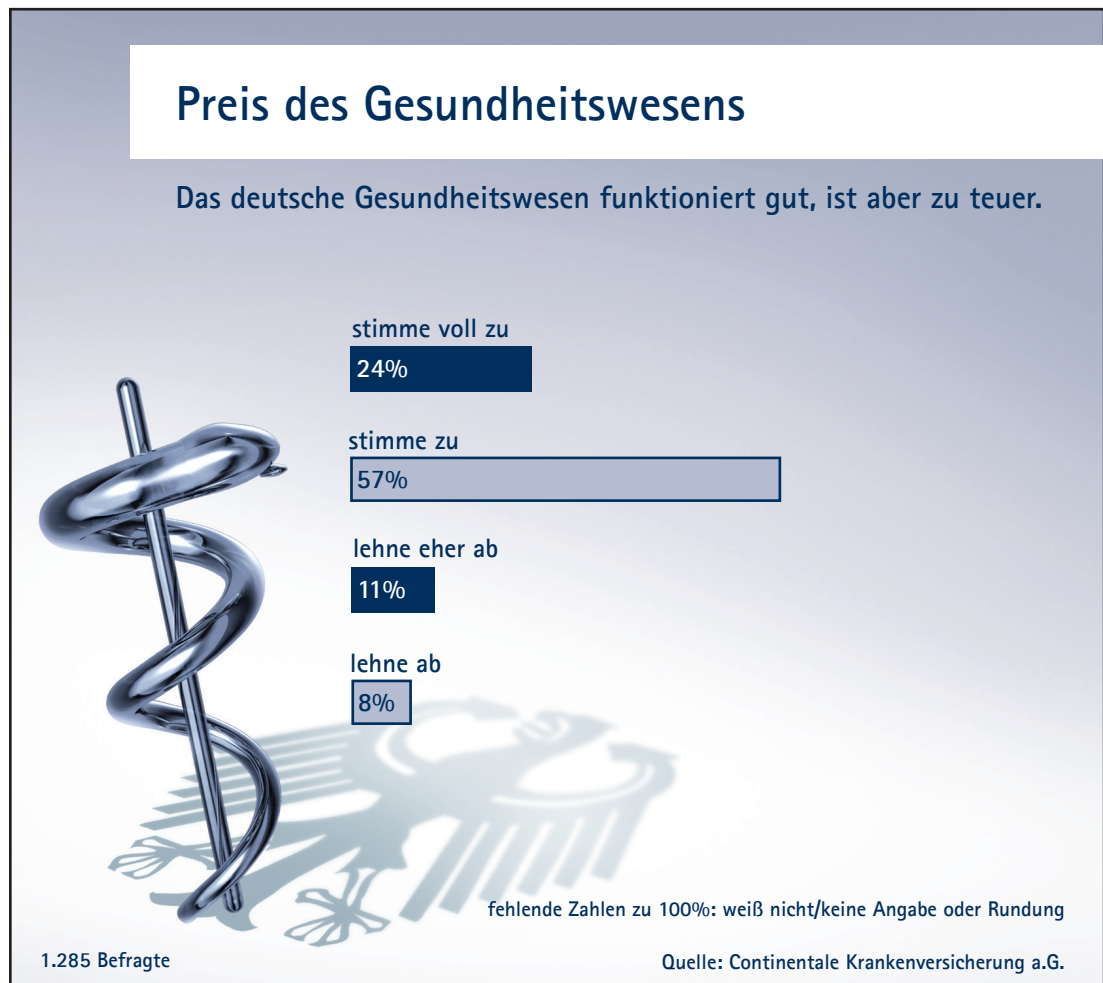 Preis des Gesundheitswesens
Das deutsche Gesundheitswesen funktioniert gut, ist aber zu teuer.
stimme voll zu
24%
stimme zu
57%
lehne eher ab
11%
lehne ab
8%
fehlende Zahlen zu 100%: weiß nicht/keine Angabe oder Rundung
1.285 Befragte
Quelle: Continentale Krankenversicherung a.G.